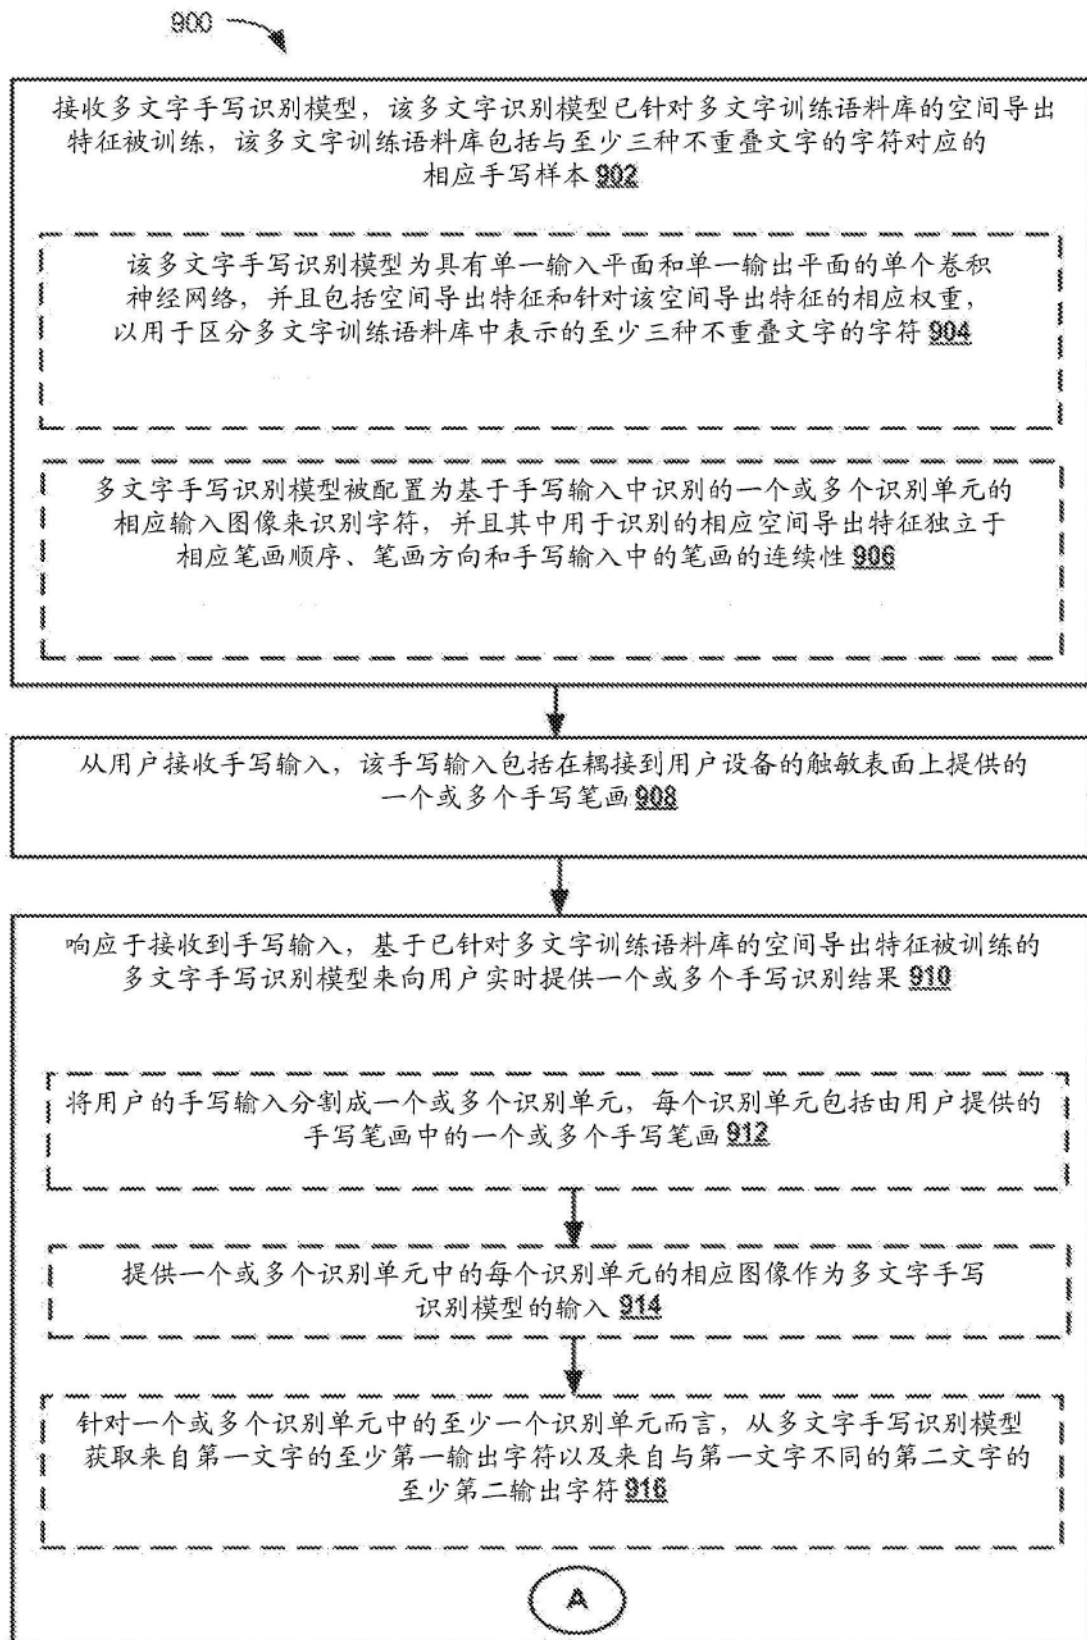 900
接收多文字手写识别模型，该多文字识别模型已针对多文字训练语料库的空间导出
特征被训练，该多文字训练语料库包括与至少三种不重叠文字的字符对应的
相应手写样本902
该多文字手写识别模型为具有单一输入平面和单一输出平面的单个卷积
神经网络，并且包括空间导出特征和针对该空间导出特征的相应权重，
以用于区分多文字训练语料库中表示的至少三种不重叠文字的字符904
多文字手写识别模型被配置为基于手写输入中识别的一个或多个识别单元的
相应输入图像来识别字符，并且其中用于识别的相应空间导出特征独立于
相应笔画顺序、笔画方向和手写输入中的笔画的连续性906
从用户接收手写输入，该手写输入包括在耦接到用户设备的触敏表面上提供的
一个或多个手写笔画908
响应于接收到手写输入，基于已针对多文字训练语料库的空间导出特征被训练的
多文字手写识别模型来向用户实时提供一个或多个手写识别结果910
将用户的手写输入分割成一个或多个识别单元，每个识别单元包括由用户提供的
手写笔画中的一个或多个手写笔画912
提供一个或多个识别单元中的每个识别单元的相应图像作为多文字手写
识别模型的输入914
针对一个或多个识别单元中的至少一个识别单元而言，从多文字手写识别模型
获取来自第一文字的至少第一输出字符以及来自与第一文字不同的第二文字的
至少第二输出字符916
A